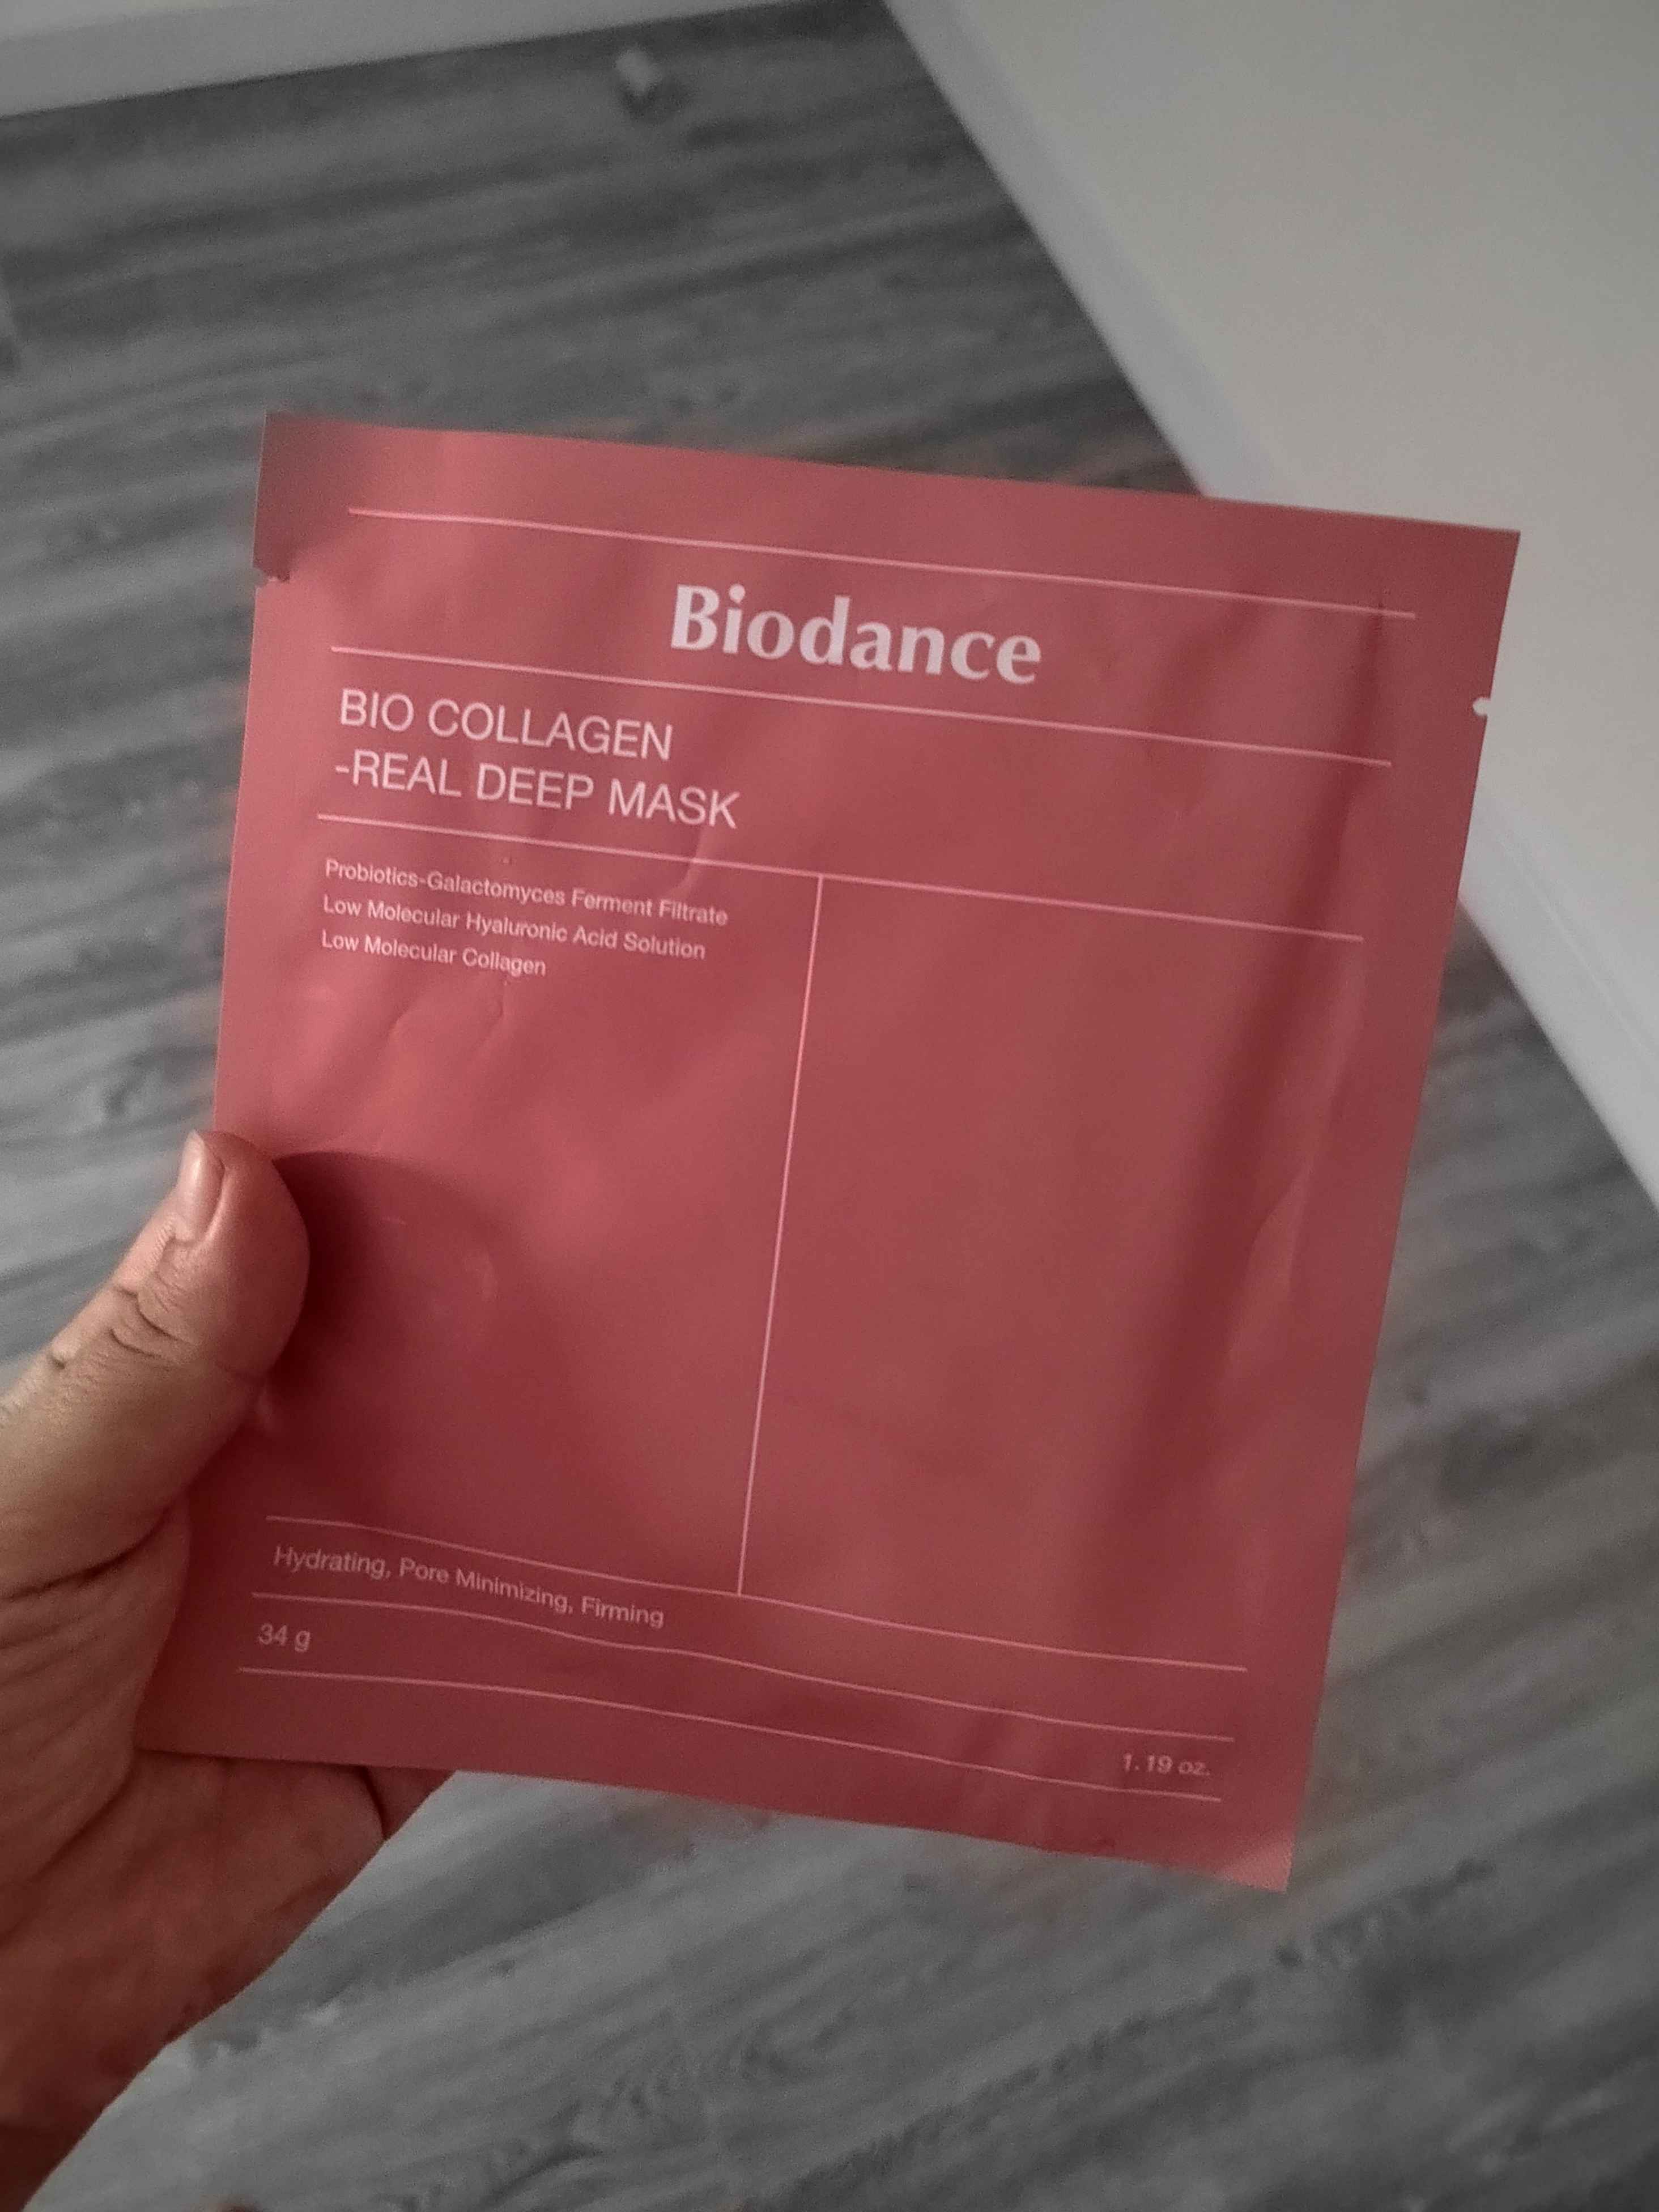 Biodance
BIO COLLAGEN
-REAL DEEP MASK
Probiotics-Galactomyces Ferment Filtrate
Low Molecular Hyaluronic Acid Solution
Low Molecular Collagen
Hydrating, Pore Minimizing, Firming
34 g
1.19 oz.